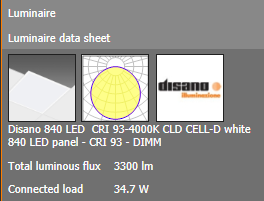 Luminaire
Luminaire data sheet
disano
illuminazione
Disano 840 LED  CRI 93-4000K CLD CELL-D white
840 LED panel - CRI 93 - DIMM
Total luminous flux 3300 lm
Connected load 34.7 W